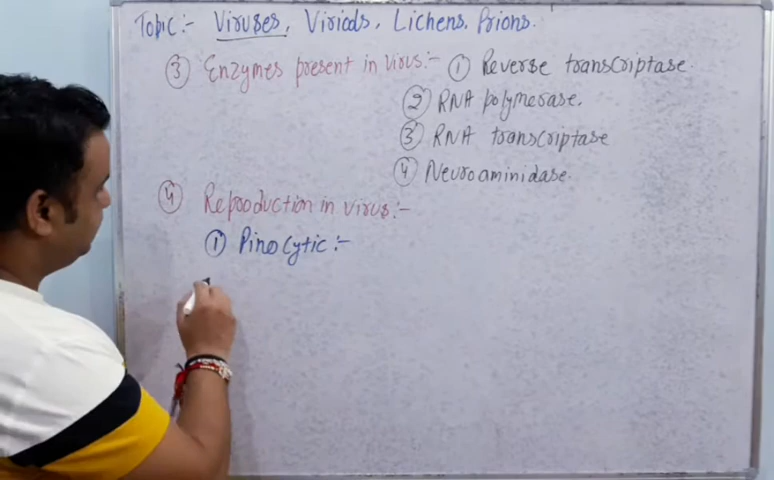 Topic:- Viruses, Viriods, Lichens, Prions.
③ Enzymes present in virus:- ① Reverse transcriptase.
② RNA polymerase.
③ RNA transcriptase
④ Neuroaminidase.
④ Reproduction in virus:-
① Pinocytic:-